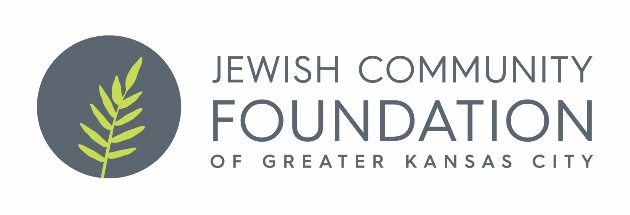 JEWISH COMMUNITY
FOUNDATION
OF GREATER KANSAS CITY